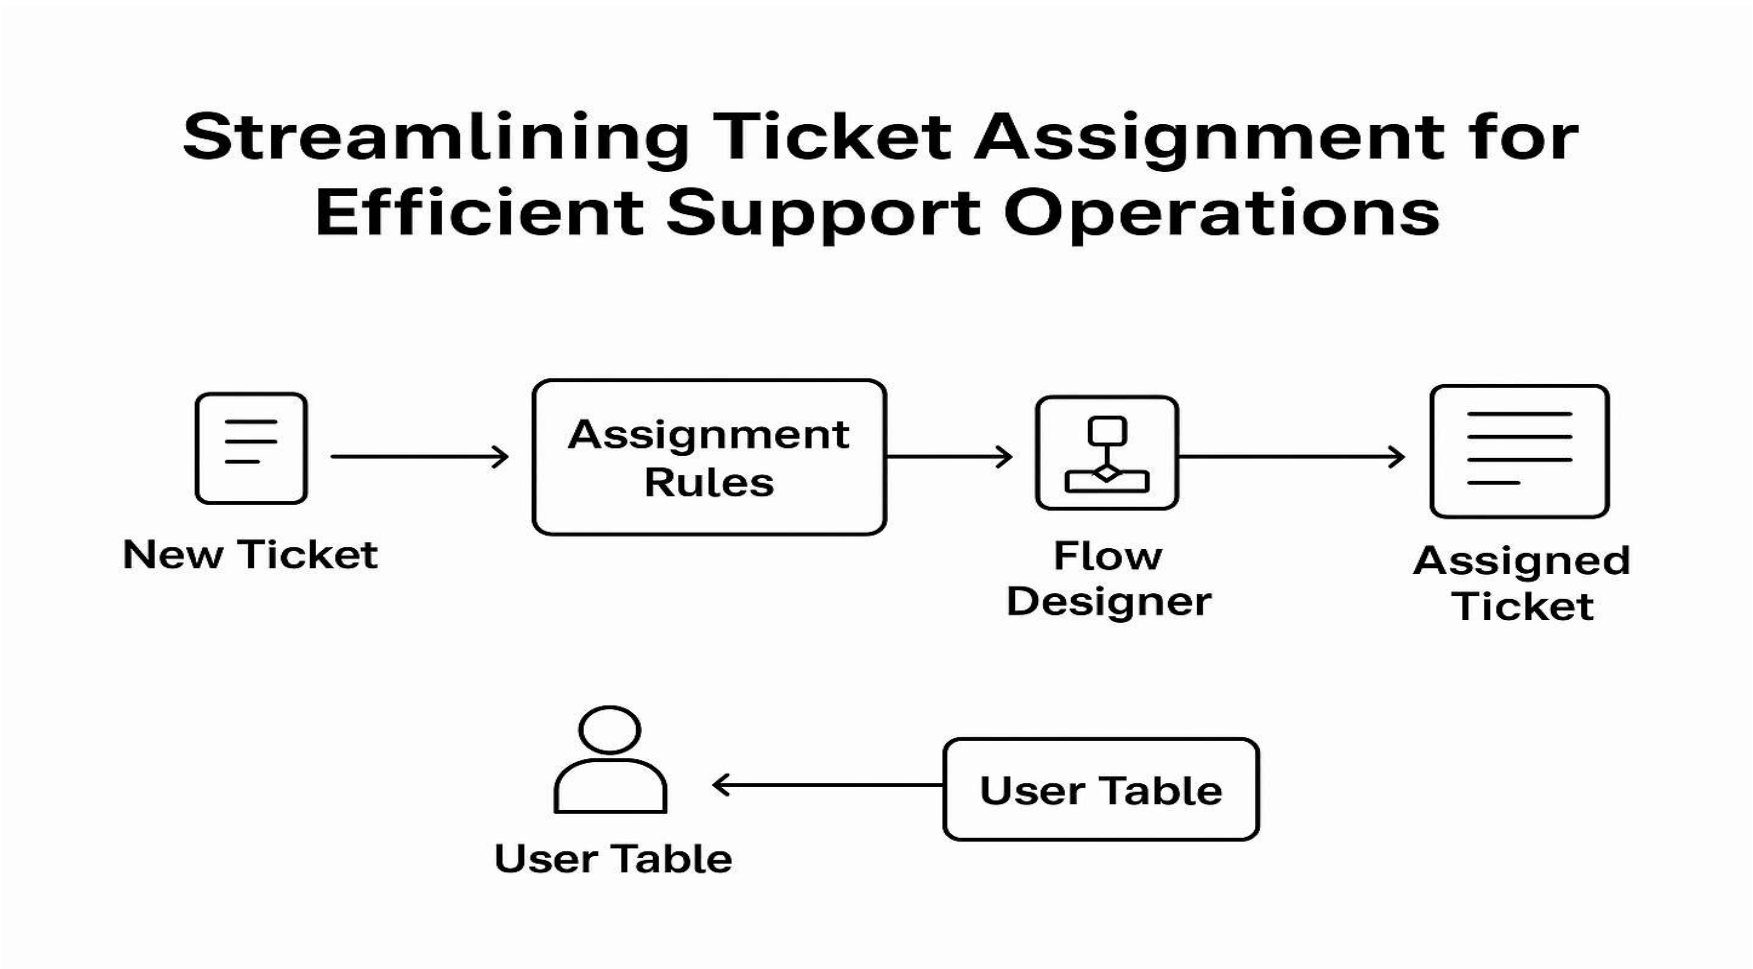 Streamlining Ticket Assignment for
Efficient Support Operations
New Ticket
Assignment
Rules
Flow
Designer
Assigned
Ticket
User Table
User Table